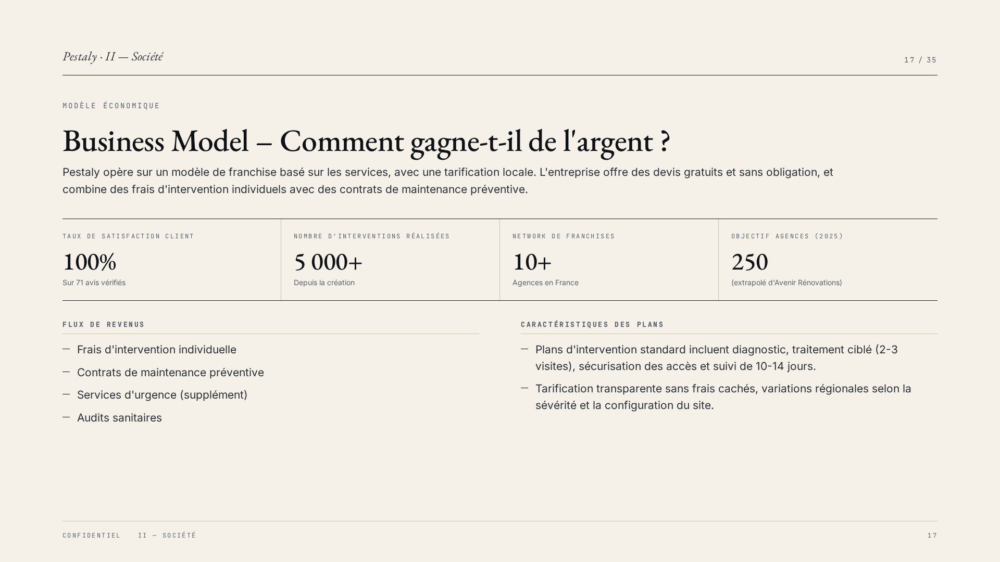 Pestaly · II — Société
17 / 35
MODÈLE ÉCONOMIQUE
Business Model – Comment gagne-t-il de l'argent ?
Pestaly opère sur un modèle de franchise basé sur les services, avec une tarification locale. L'entreprise offre des devis gratuits et sans obligation, et
combine des frais d'intervention individuels avec des contrats de maintenance préventive.
TAUX DE SATISFACTION CLIENT
100%
Sur 71 avis vérifiés
NOMBRE D'INTERVENTIONS RÉALISÉES
5 000+
Depuis la création
NETWORK DE FRANCHISES
10+
Agences en France
OBJECTIF AGENCES (2025)
250
(extrapolé d'Avenir Rénovations)
FLUX DE REVENUS
— Frais d'intervention individuelle
— Contrats de maintenance préventive
— Services d'urgence (supplément)
— Audits sanitaires
CARACTÉRISTIQUES DES PLANS
— Plans d'intervention standard incluent diagnostic, traitement ciblé (2-3
visites), sécurisation des accès et suivi de 10-14 jours.
— Tarification transparente sans frais cachés, variations régionales selon la
sévérité et la configuration du site.
CONFIDENTIEL II — SOCIÉTÉ
17